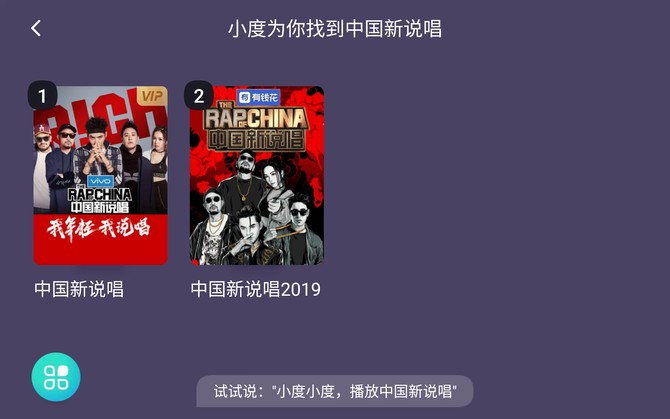 小度为你找到中国新说唱
1
VIP
RICH
vivo
THE
RAP OF CHINA
中国新说唱
我年轻 我说唱
中国新说唱
2
有钱花
THE
RAP OF CHINA
中国新说唱
中国新说唱2019
试试说："小度小度，播放中国新说唱"